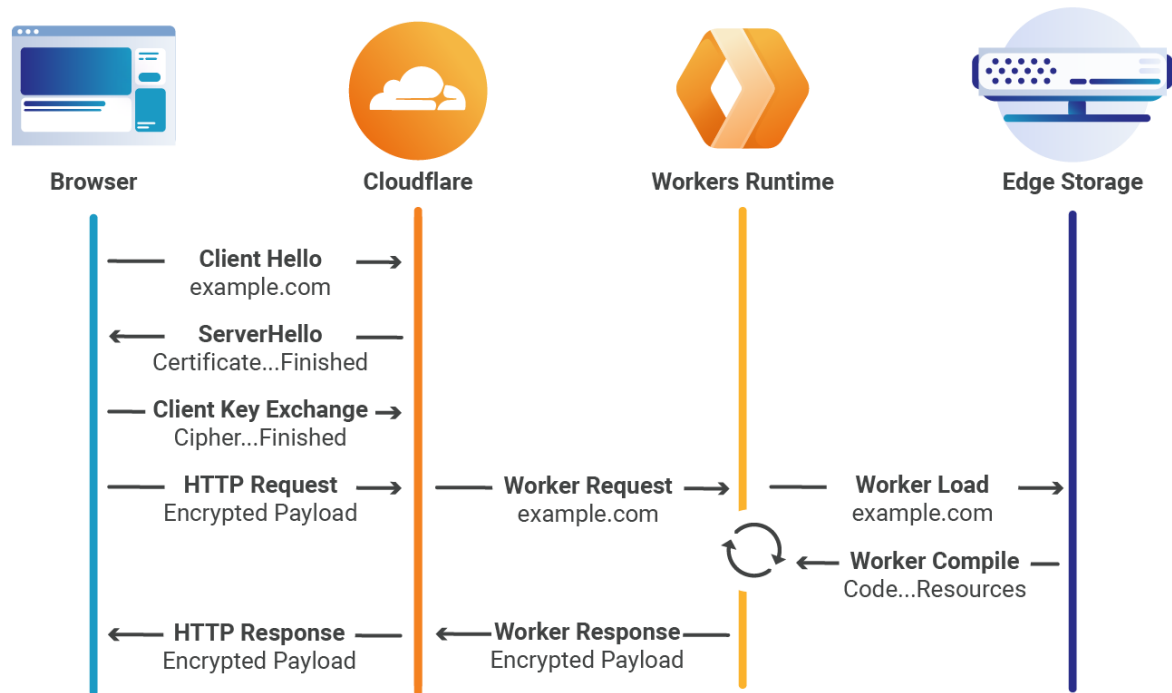 Browser
Cloudflare
Workers Runtime
Edge Storage
Client Hello
example.com
ServerHello
Certificate...Finished
Client Key Exchange
Cipher...Finished
HTTP Request
Encrypted Payload
Worker Request
example.com
Worker Load
example.com
Worker Compile
Code...Resources
HTTP Response
Encrypted Payload
Worker Response
Encrypted Payload